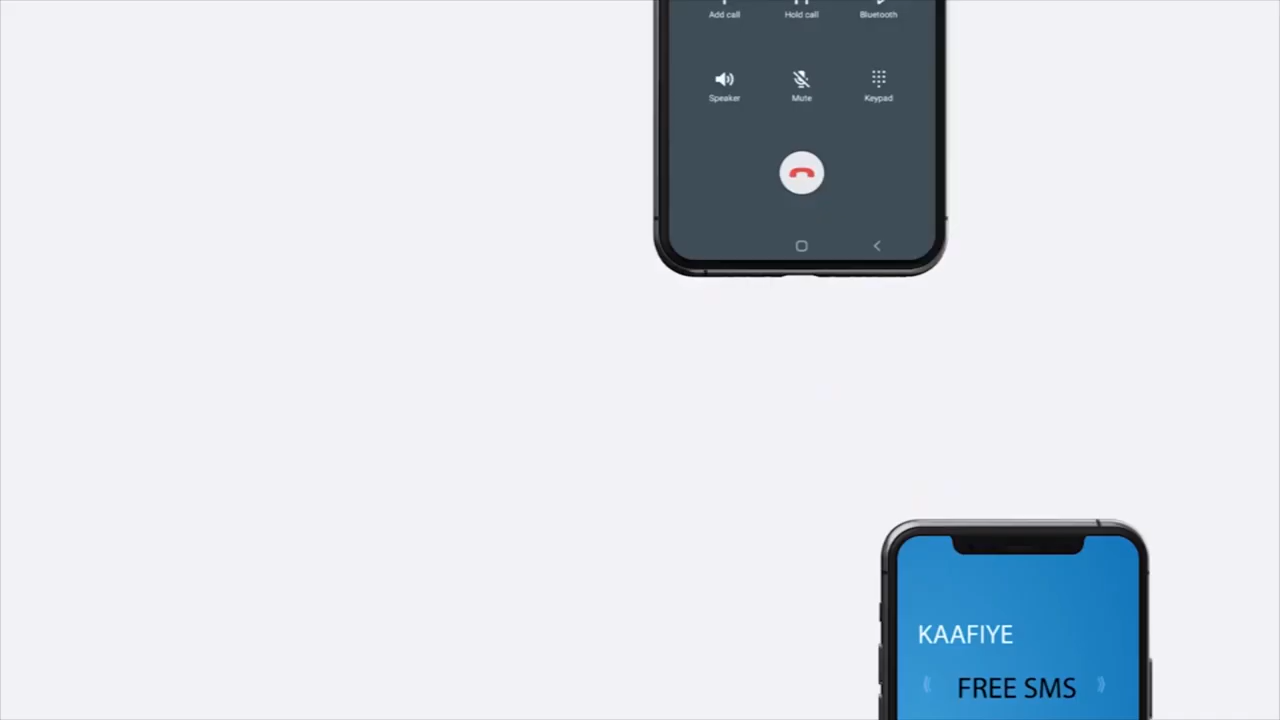 Add call Hold call Bluetooth
Speaker Mute Keypad
KAAFIYE
FREE SMS